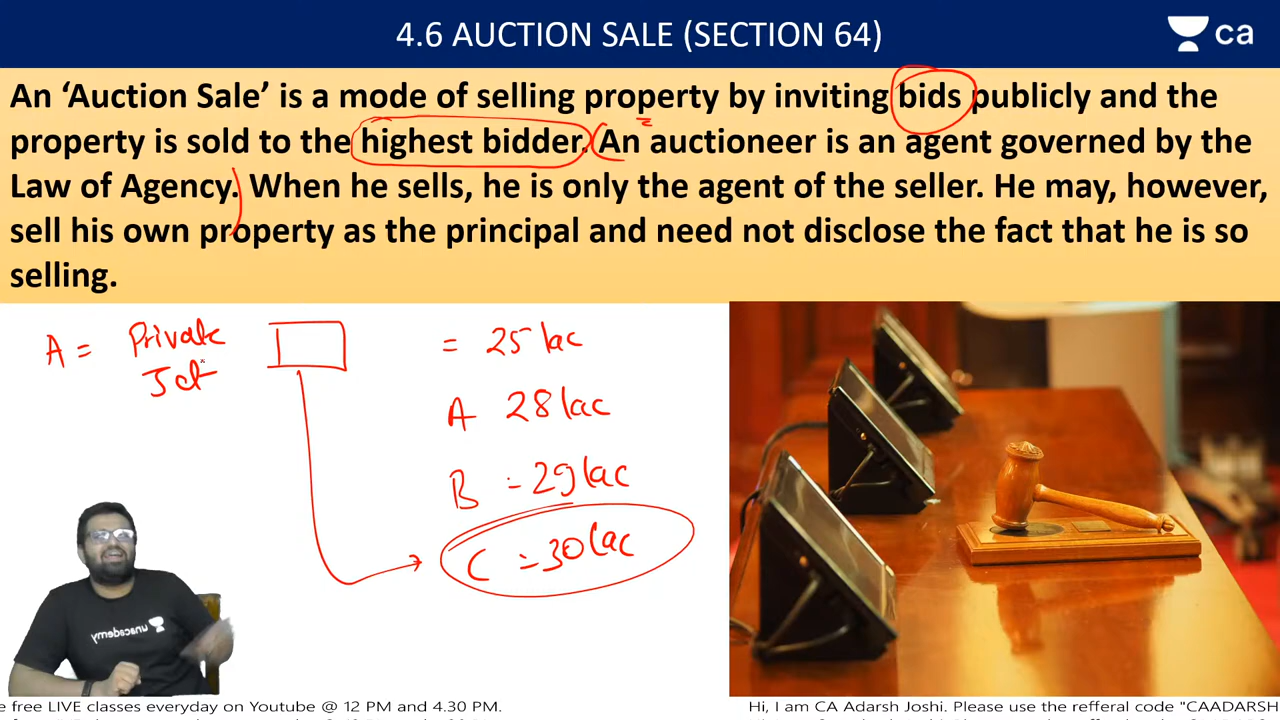 4.6 AUCTION SALE (SECTION 64)
ca
An ‘Auction Sale’ is a mode of selling property by inviting bids publicly and the
property is sold to the highest bidder. An auctioneer is an agent governed by the
Law of Agency. When he sells, he is only the agent of the seller. He may, however,
sell his own property as the principal and need not disclose the fact that he is so
selling.
A = Private
Jet
= 25 lac
A 28 lac
B = 29 lac
C = 30 lac
unacademy
e free LIVE classes everyday on Youtube @ 12 PM and 4.30 PM.
Hi, I am CA Adarsh Joshi. Please use the refferal code "CAADARSH